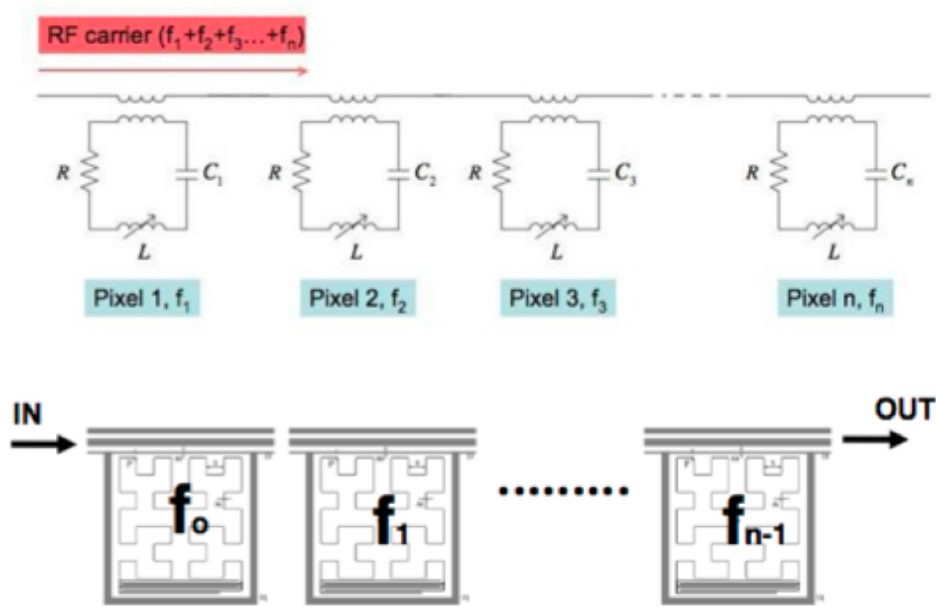 RF carrier (f₁+f₂+f₃...+fₙ)
R C₁ R C₂ R C₃ R Cₙ
L L L L
Pixel 1, f₁ Pixel 2, f₂ Pixel 3, f₃ Pixel n, fₙ
IN OUT
f₀ f₁ ......... fₙ₋₁